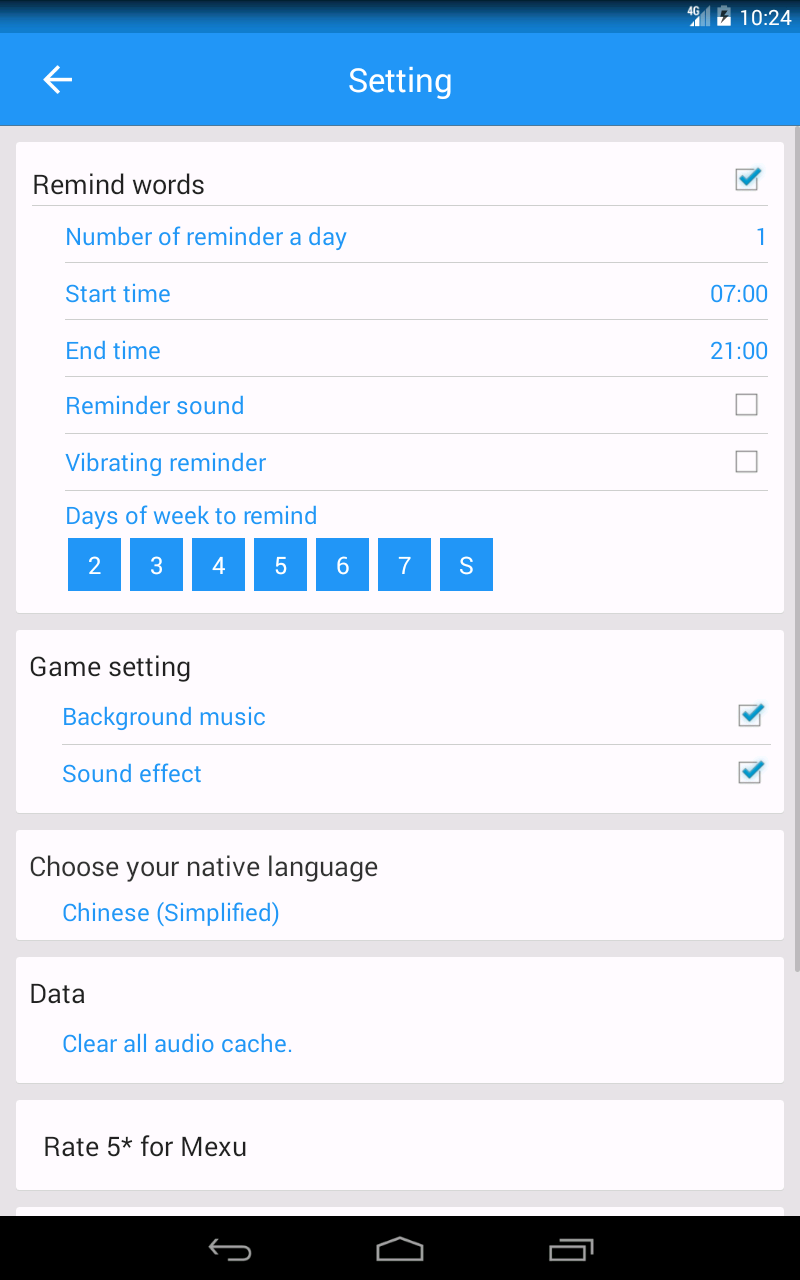 4G 10:24
Setting
Remind words
Number of reminder a day 1
Start time 07:00
End time 21:00
Reminder sound
Vibrating reminder
Days of week to remind
2 3 4 5 6 7 S
Game setting
Background music
Sound effect
Choose your native language
Chinese (Simplified)
Data
Clear all audio cache.
Rate 5* for Mexu